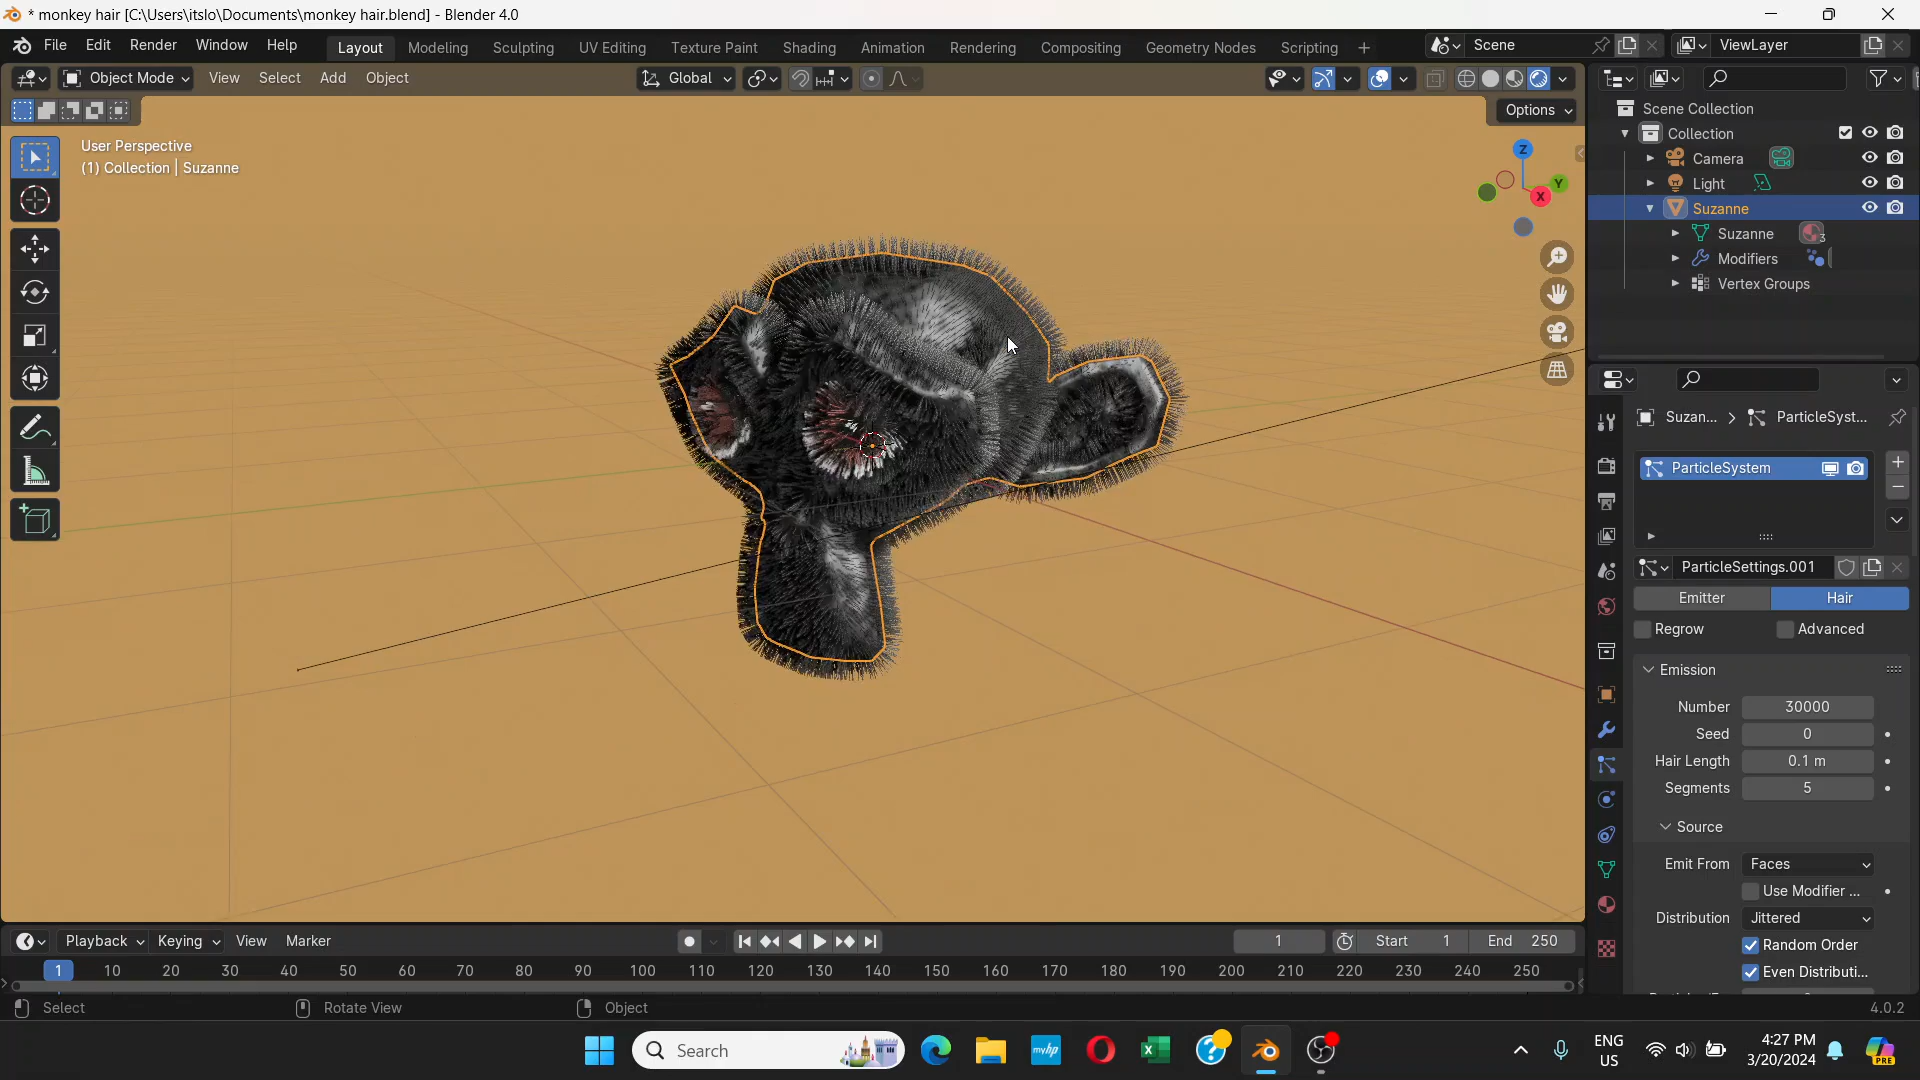 * monkey hair [C:\Users\itslo\Documents\monkey hair.blend] - Blender 4.0
File Edit Render Window Help Layout Modeling Sculpting UV Editing Texture Paint Shading Animation Rendering Compositing Geometry Nodes Scripting + Scene ViewLayer
Object Mode View Select Add Object Global
Options
User Perspective
(1) Collection | Suzanne
Z
Y
X
Scene Collection
Collection
Camera
Light
Suzanne
Suzanne 3
Modifiers
Vertex Groups
Suzan... > ParticleSyst...
ParticleSystem
ParticleSettings.001
Emitter Hair
Regrow Advanced
Emission
Number 30000
Seed 0
Hair Length 0.1 m
Segments 5
Source
Emit From Faces
Use Modifier ...
Distribution Jittered
Random Order
Even Distributi...
Playback Keying View Marker 1 Start 1 End 250
1 10 20 30 40 50 60 70 80 90 100 110 120 130 140 150 160 170 180 190 200 210 220 230 240 250
Select Rotate View Object 4.0.2
Search myhp ENG US 4:27 PM 3/20/2024 PRE